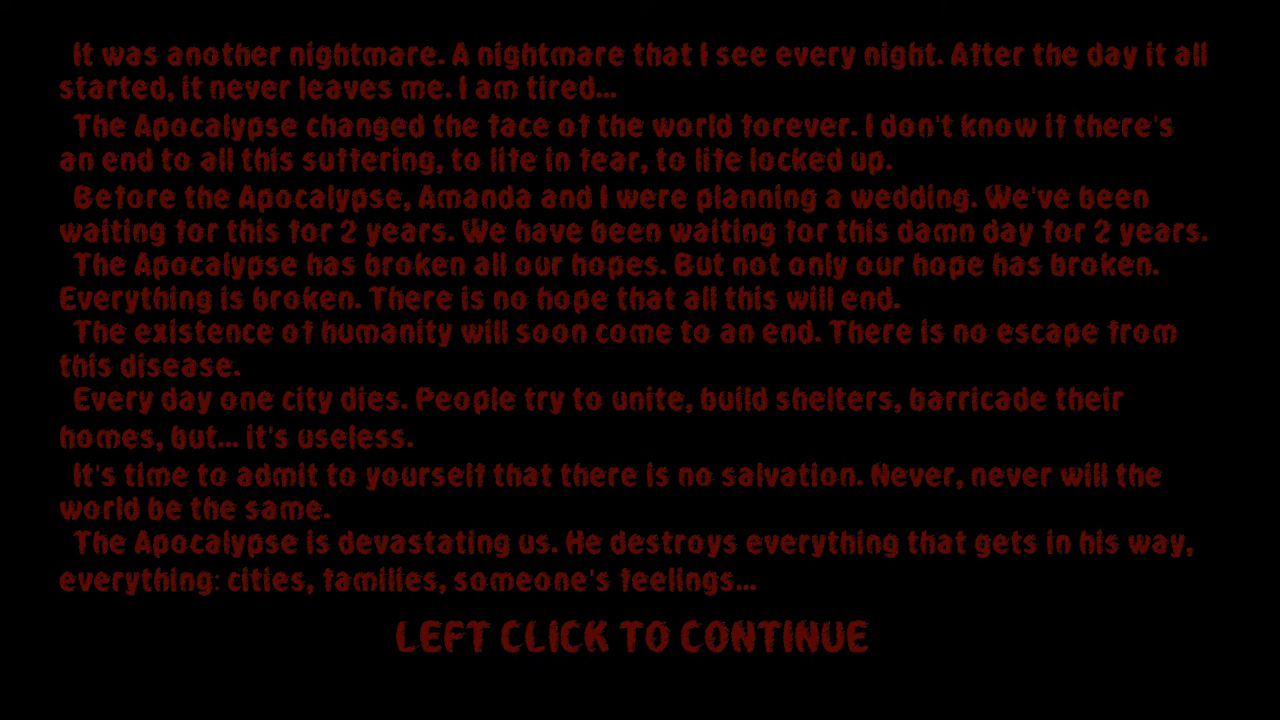 It was another nightmare. A nightmare that I see every night. After the day it all
started, it never leaves me. I am tired...
The Apocalypse changed the face of the world forever. I don't know if there's
an end to all this suffering, to life in fear, to life locked up.
Before the Apocalypse, Amanda and I were planning a wedding. We've been
waiting for this for 2 years. We have been waiting for this damn day for 2 years.
The Apocalypse has broken all our hopes. But not only our hope has broken.
Everything is broken. There is no hope that all this will end.
The existence of humanity will soon come to an end. There is no escape from
this disease.
Every day one city dies. People try to unite, build shelters, barricade their
homes, but... it's useless.
It's time to admit to yourself that there is no salvation. Never, never will the
world be the same.
The Apocalypse is devastating us. He destroys everything that gets in his way,
everything: cities, families, someone's feelings...
LEFT CLICK TO CONTINUE